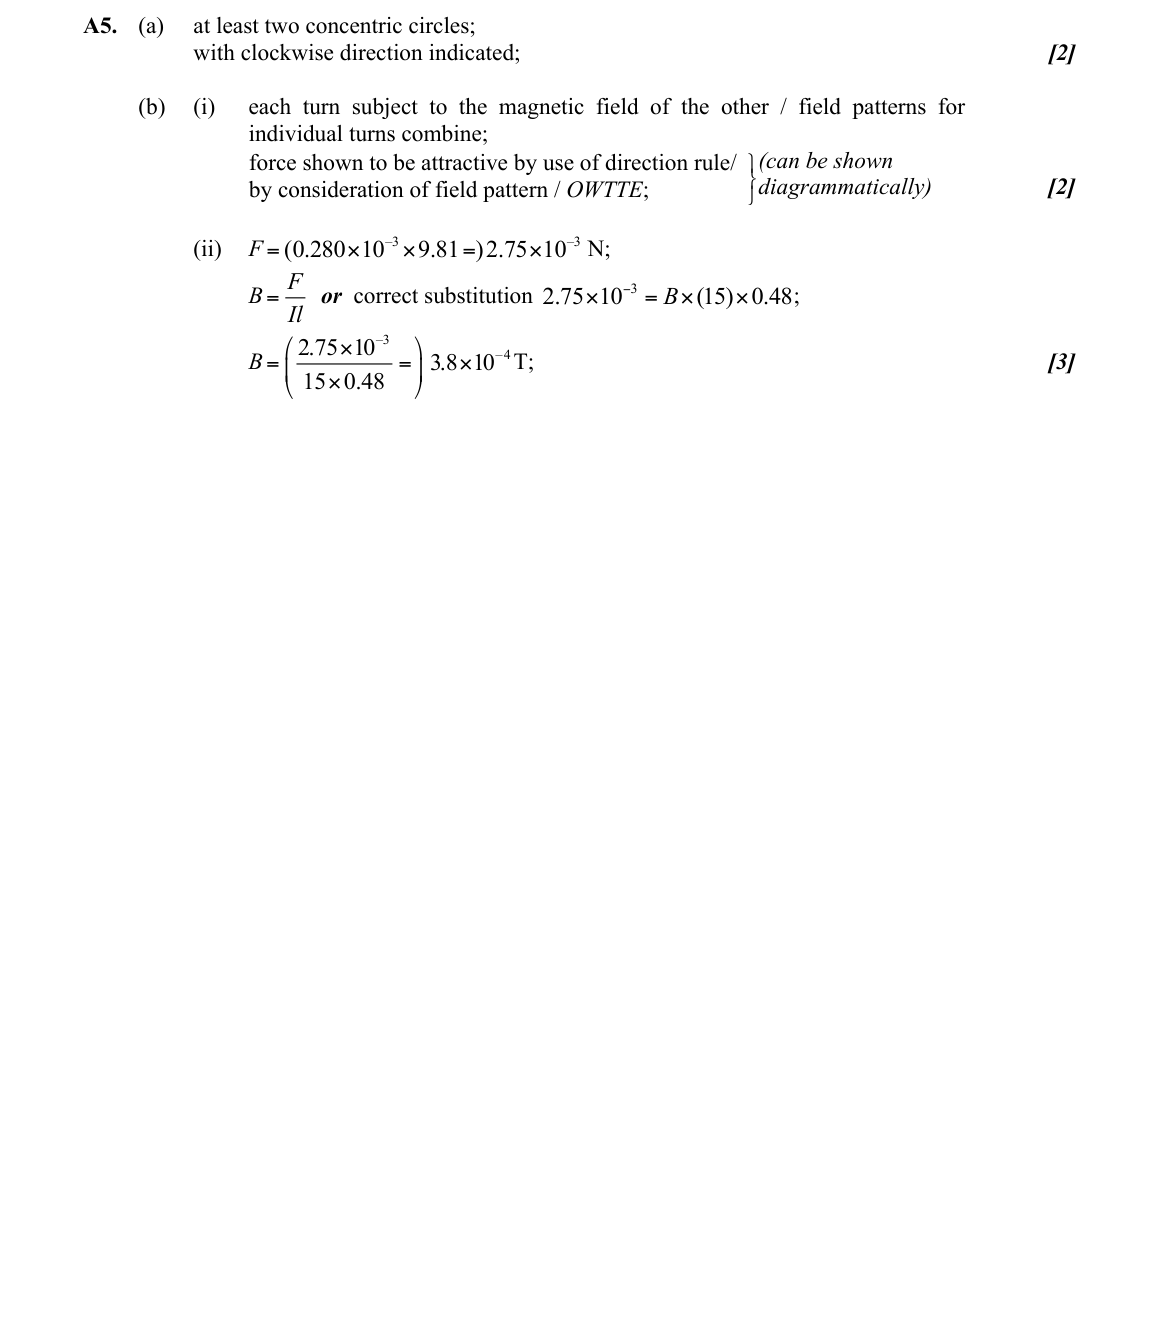 A5. (a) at least two concentric circles;
with clockwise direction indicated; [2]
(b) (i) each turn subject to the magnetic field of the other / field patterns for
individual turns combine;
force shown to be attractive by use of direction rule/ } (can be shown
by consideration of field pattern / OWTTE; diagrammatically) [2]
(ii) F = (0.280×10⁻³×9.81 =) 2.75×10⁻³ N;
B = F/Il or correct substitution 2.75×10⁻³ = B×(15)×0.48;
B = (2.75×10⁻³/15×0.48 =) 3.8×10⁻⁴ T; [3]